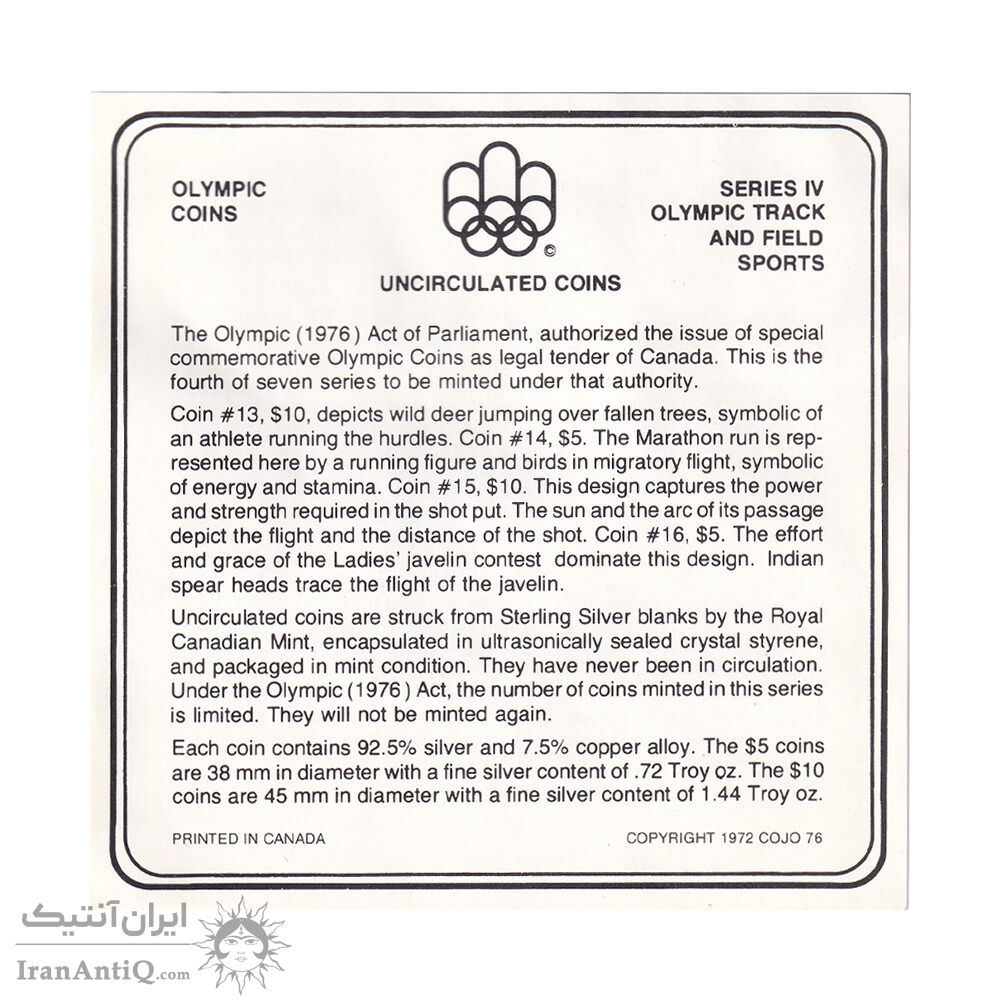 OLYMPIC
COINS
SERIES IV
OLYMPIC TRACK
AND FIELD
SPORTS
©
UNCIRCULATED COINS
The Olympic (1976) Act of Parliament, authorized the issue of special
commemorative Olympic Coins as legal tender of Canada. This is the
fourth of seven series to be minted under that authority.
Coin #13, $10, depicts wild deer jumping over fallen trees, symbolic of
an athlete running the hurdles. Coin #14, $5. The Marathon run is rep-
resented here by a running figure and birds in migratory flight, symbolic
of energy and stamina. Coin #15, $10. This design captures the power
and strength required in the shot put. The sun and the arc of its passage
depict the flight and the distance of the shot. Coin #16, $5. The effort
and grace of the Ladies' javelin contest dominate this design. Indian
spear heads trace the flight of the javelin.
Uncirculated coins are struck from Sterling Silver blanks by the Royal
Canadian Mint, encapsulated in ultrasonically sealed crystal styrene,
and packaged in mint condition. They have never been in circulation.
Under the Olympic (1976) Act, the number of coins minted in this series
is limited. They will not be minted again.
Each coin contains 92.5% silver and 7.5% copper alloy. The $5 coins
are 38 mm in diameter with a fine silver content of .72 Troy oz. The $10
coins are 45 mm in diameter with a fine silver content of 1.44 Troy oz.
PRINTED IN CANADA
COPYRIGHT 1972 COJO 76
ایران آنتیک
IranAntiQ.com